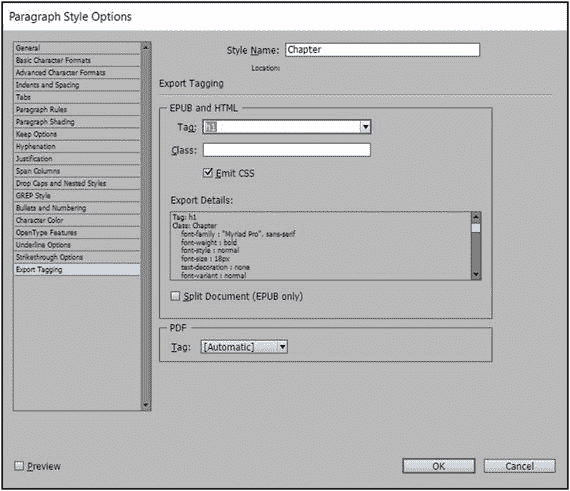 Paragraph Style Options
General
Basic Character Formats
Advanced Character Formats
Indents and Spacing
Tabs
Paragraph Rules
Paragraph Shading
Keep Options
Hyphenation
Justification
Span Columns
Drop Caps and Nested Styles
GREP Style
Bullets and Numbering
Character Color
OpenType Features
Underline Options
Strikethrough Options
Export Tagging
Style Name: Chapter
Location:
Export Tagging
EPUB and HTML
Tag: h1
Class:
Emit CSS
Export Details:
Tag: h1
Class: Chapter
font-family : "Myriad Pro", sans-serif
font-weight : bold
font-style : normal
font-size : 18px
text-decoration : none
font-variant : normal
Split Document (EPUB only)
PDF
Tag: [Automatic]
Preview
OK
Cancel